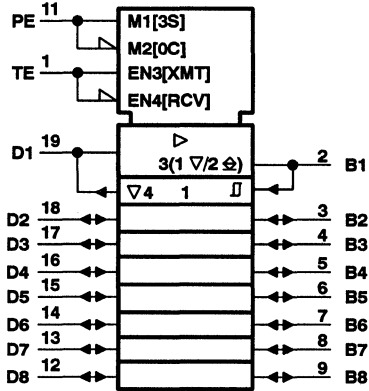 PE 11 M1[3S]
M2[0C]
TE 1 EN3[XMT]
EN4[RCV]
D1 19 ▷ 3(1 ▽/2 ⎒) 2 B1
▽4 1
D2 18 3 B2
D3 17 4 B3
D4 16 5 B4
D5 15 6 B5
D6 14 7 B6
D7 13 8 B7
D8 12 9 B8